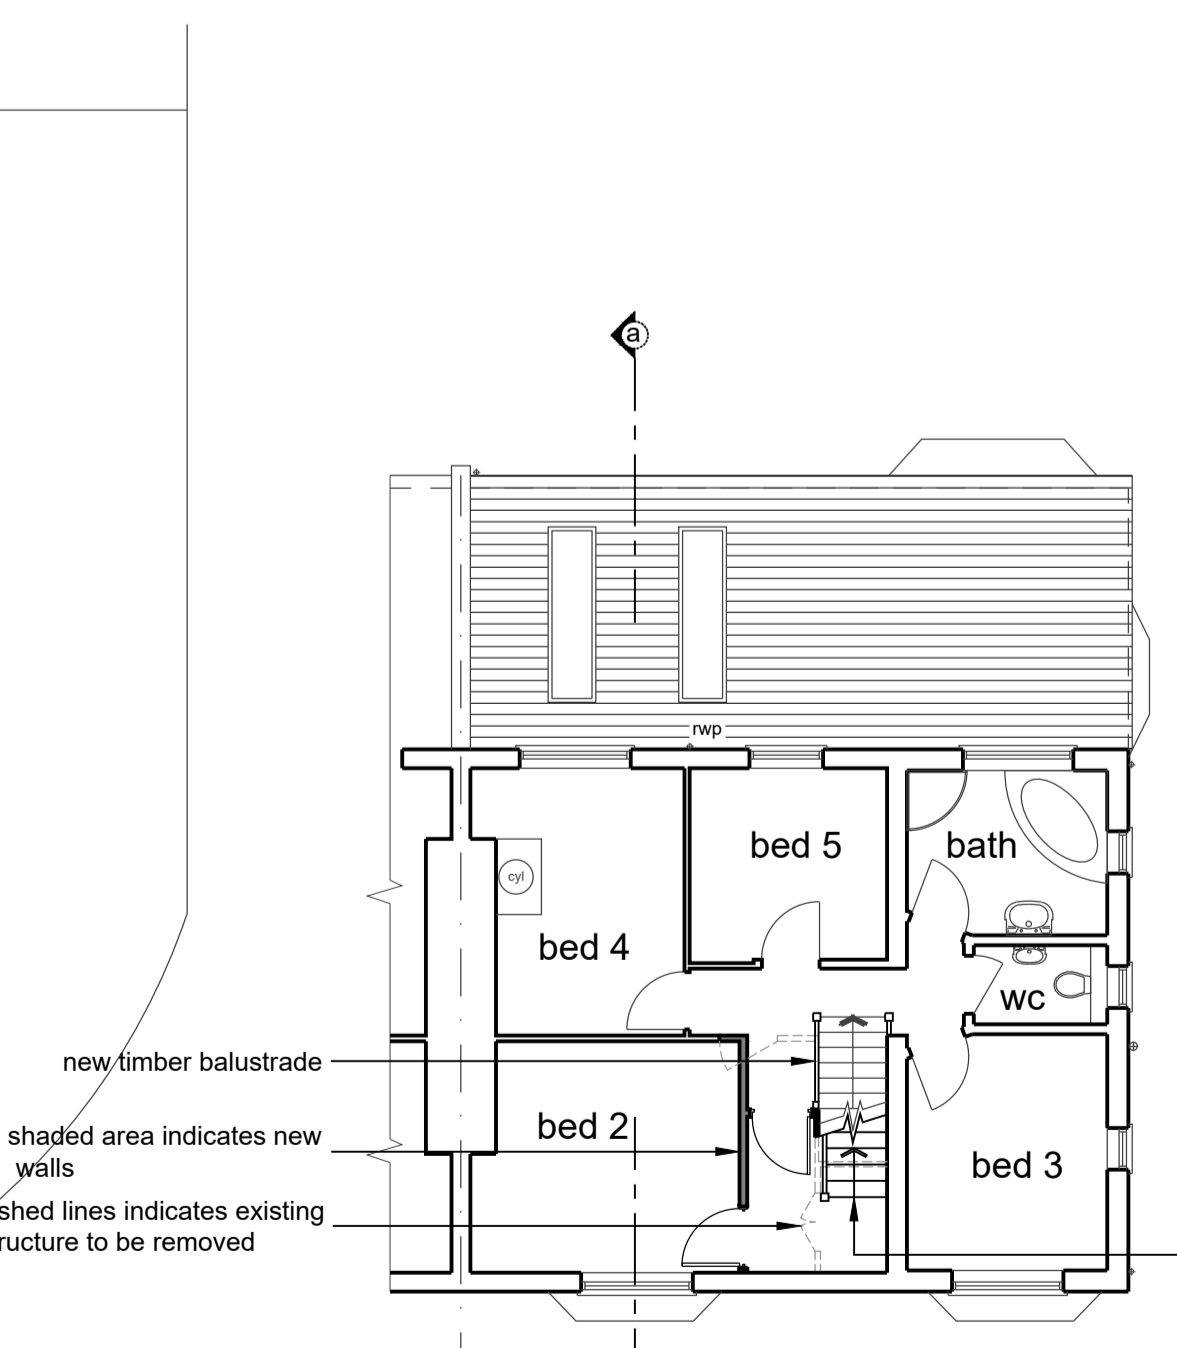 a
rwp
bed 5
bath
cyl
bed 4
wc
new timber balustrade
bed 2
shaded area indicates new
walls
bed 3
shed lines indicates existing
ructure to be removed